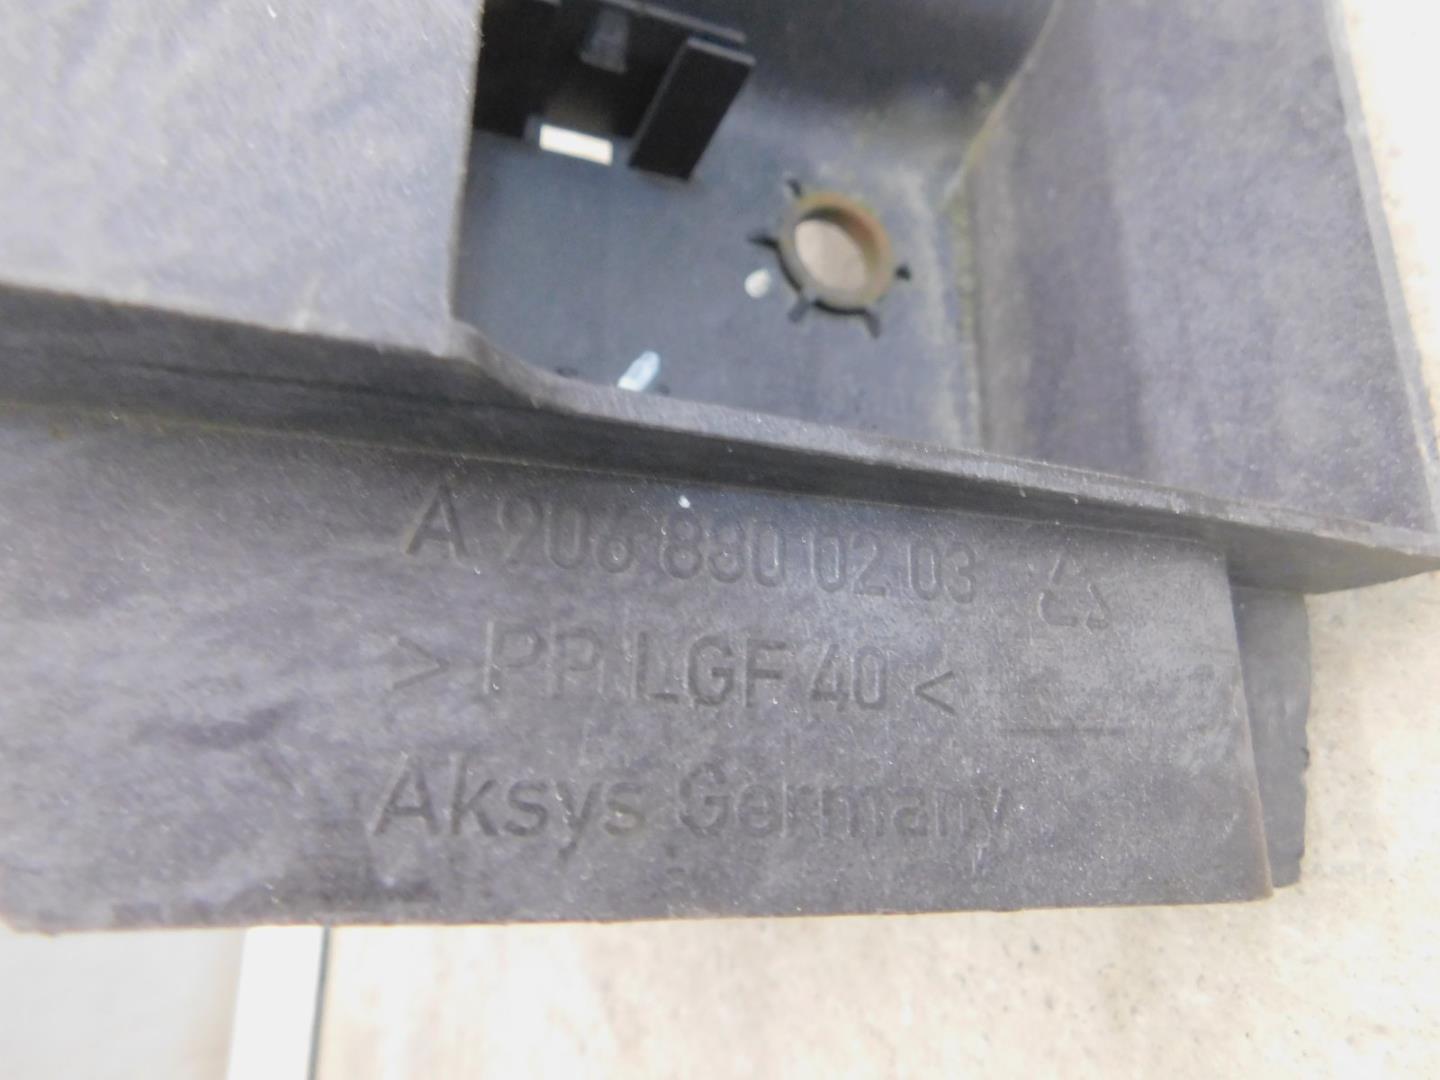 A 906 830 02 03
> PP LGF 40 <
Aksys Germany